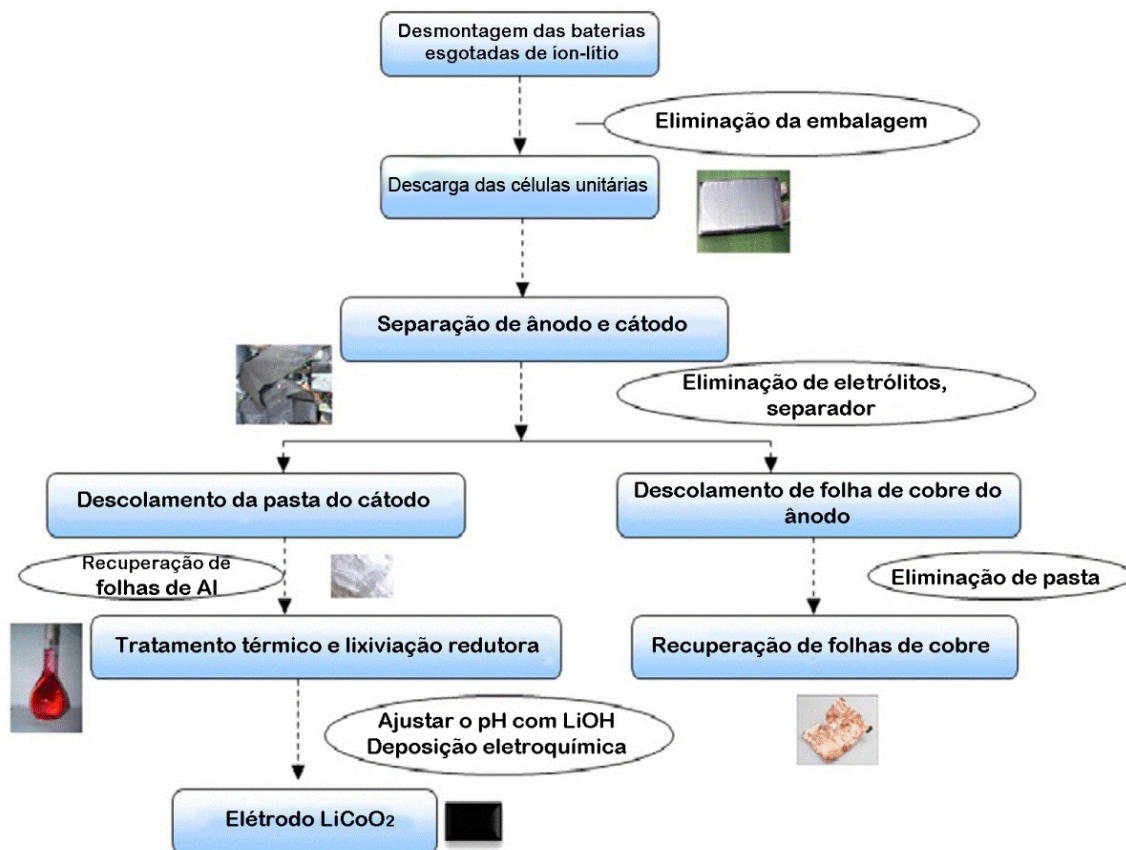 Desmontagem das baterias
esgotadas de íon-lítio
Eliminação da embalagem
Descarga das células unitárias
Separação de ânodo e cátodo
Eliminação de eletrólitos,
separador
Descolamento da pasta do cátodo
Descolamento de folha de cobre do
ânodo
Recuperação de
folhas de Al
Eliminação de pasta
Tratamento térmico e lixiviação redutora
Recuperação de folhas de cobre
Ajustar o pH com LiOH
Deposição eletroquímica
Elétrodo LiCoO₂